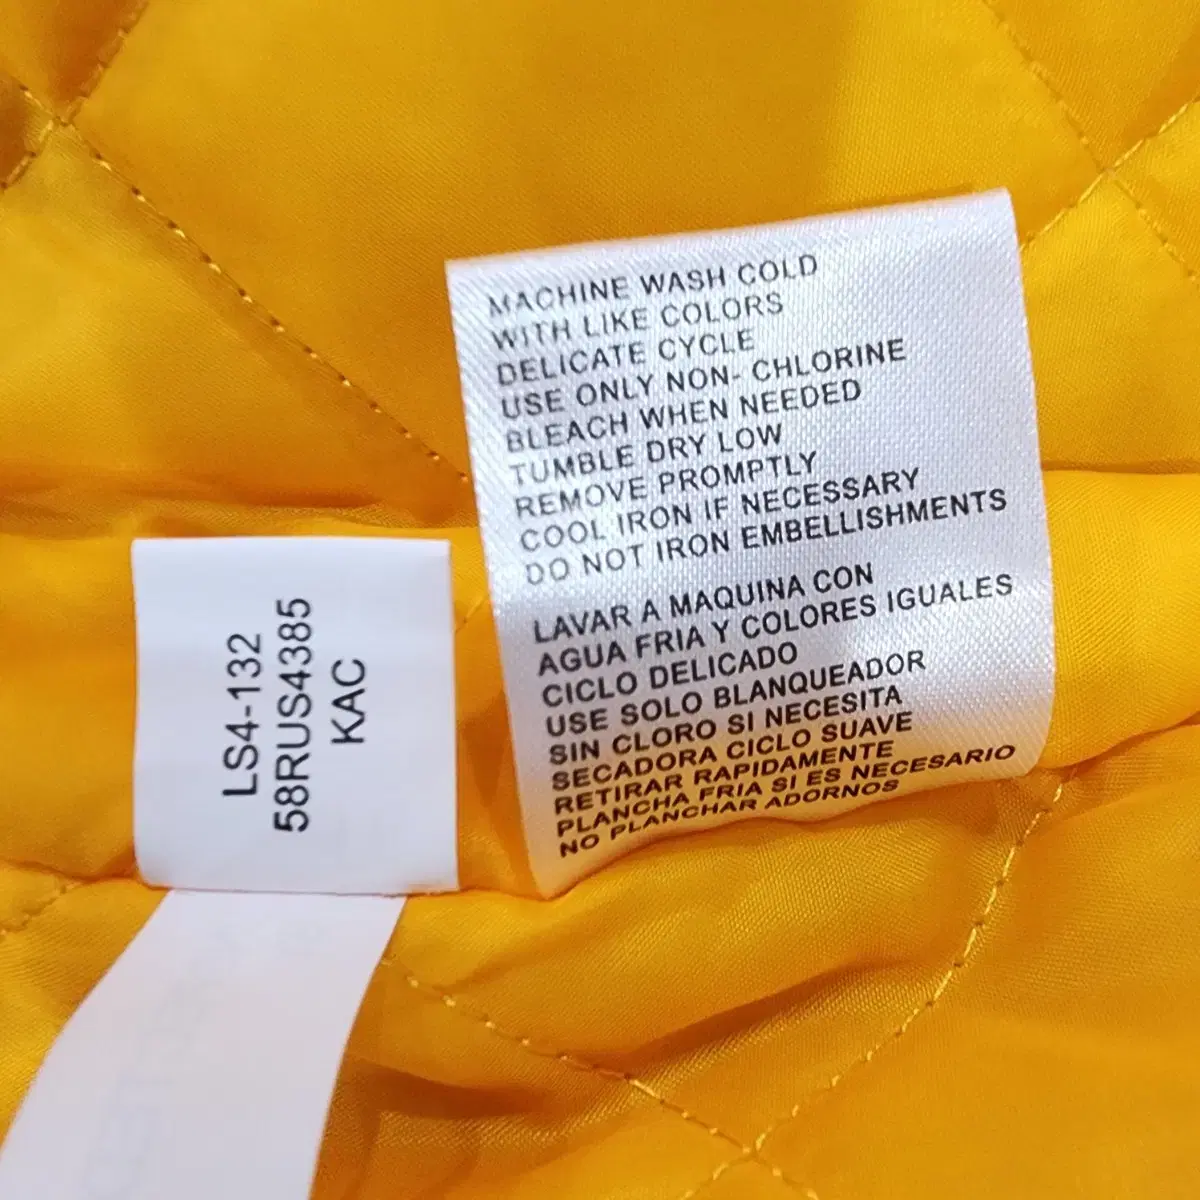 MACHINE WASH COLD
WITH LIKE COLORS
DELICATE CYCLE
USE ONLY NON- CHLORINE
BLEACH WHEN NEEDED
TUMBLE DRY LOW
REMOVE PROMPTLY
COOL IRON IF NECESSARY
DO NOT IRON EMBELLISHMENTS
LAVAR A MAQUINA CON
AGUA FRIA Y COLORES IGUALES
CICLO DELICADO
USE SOLO BLANQUEADOR
SIN CLORO SI NECESITA
SECADORA CICLO SUAVE
RETIRAR RAPIDAMENTE
PLANCHA FRIA SI ES NECESARIO
NO PLANCHAR ADORNOS
LS4-132
58RUS4385
KAC